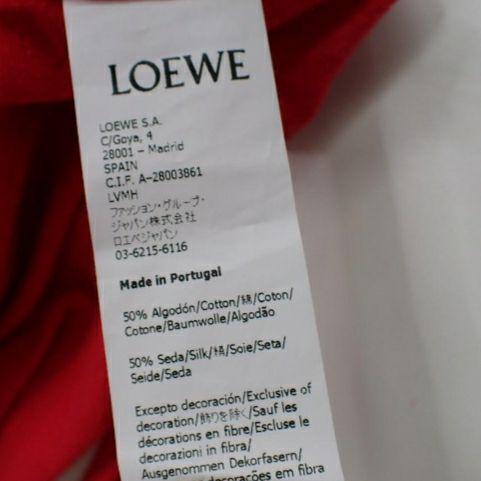 LOEWE
LOEWE S.A.
C/Goya, 4
28001 – Madrid
SPAIN
C.I.F. A-28003861
LVMH
ファッション・グループ・
ジャパン株式会社
ロエベジャパン
03-6215-6116
Made in Portugal
50% Algodón/Cotton/綿/Coton/
Cotone/Baumwolle/Algodão
50% Seda/Silk/絹/Soie/Seta/
Seide/Seda
Excepto decoración/Exclusive of
decoration/飾りを除く/Sauf les
décorations en fibre/Escluse le
decorazioni in fibra/
Ausgenommen Dekorfasern/
decorações em fibra